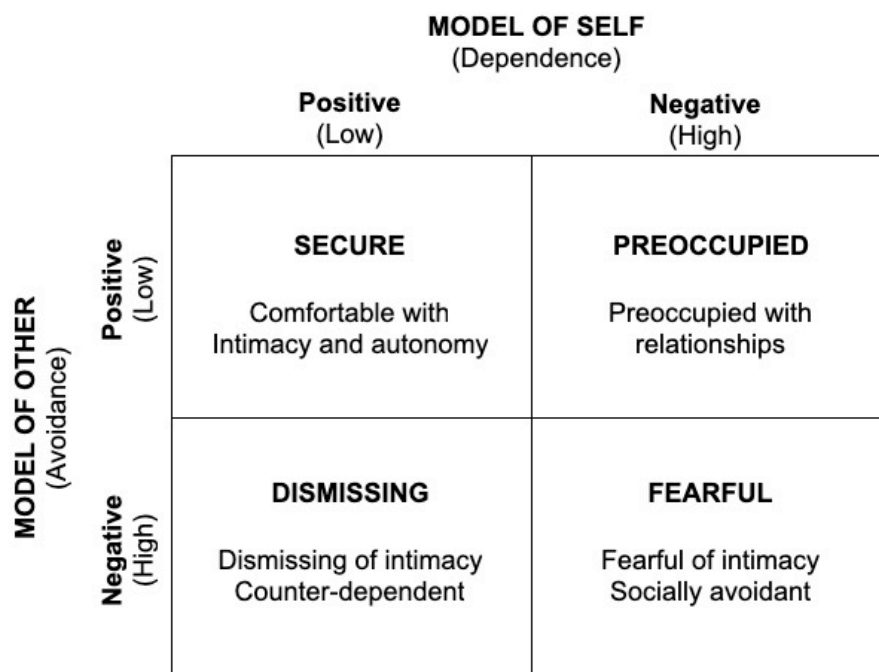 MODEL OF SELF
(Dependence)
Positive
(Low)
Negative
(High)
MODEL OF OTHER
(Avoidance)
Positive
(Low)
SECURE
Comfortable with
Intimacy and autonomy
PREOCCUPIED
Preoccupied with
relationships
Negative
(High)
DISMISSING
Dismissing of intimacy
Counter-dependent
FEARFUL
Fearful of intimacy
Socially avoidant